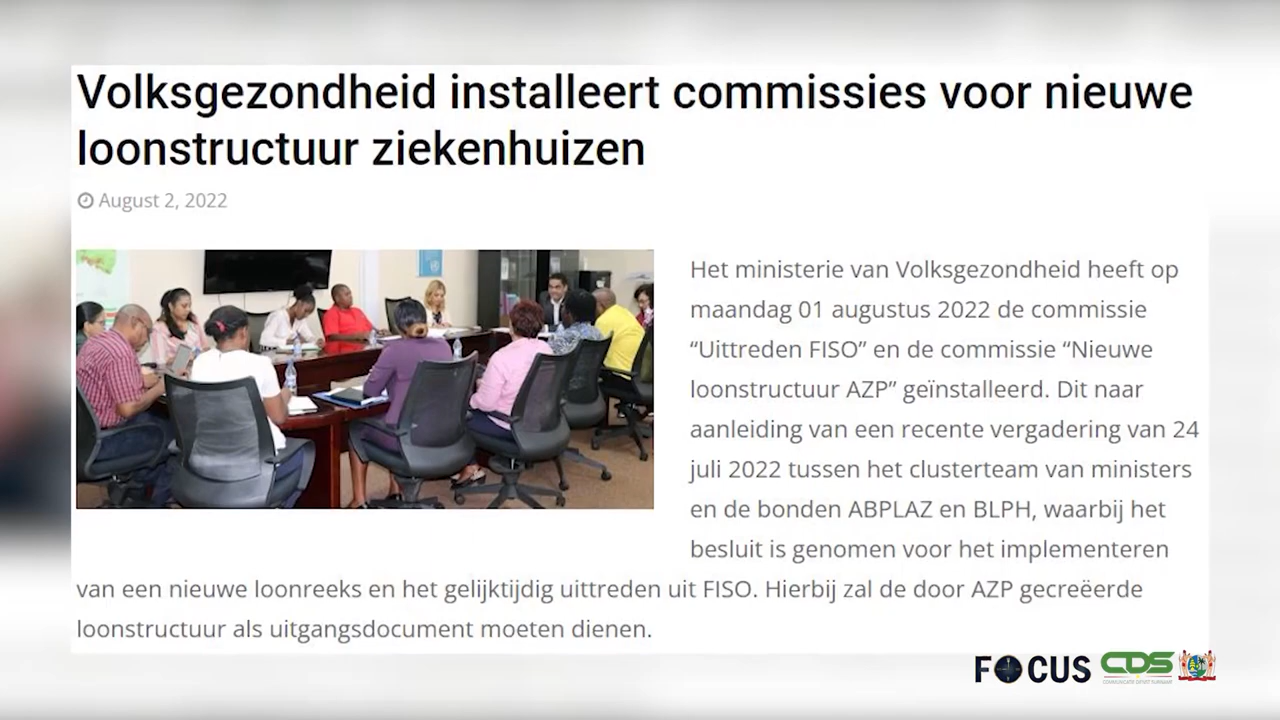 Volksgezondheid installeert commissies voor nieuwe
loonstructuur ziekenhuizen
August 2, 2022
Het ministerie van Volksgezondheid heeft op
maandag 01 augustus 2022 de commissie
“Uittreden FISO” en de commissie “Nieuwe
loonstructuur AZP” geïnstalleerd. Dit naar
aanleiding van een recente vergadering van 24
juli 2022 tussen het clusterteam van ministers
en de bonden ABPLAZ en BLPH, waarbij het
besluit is genomen voor het implementeren
van een nieuwe loonreeks en het gelijktijdig uittreden uit FISO. Hierbij zal de door AZP gecreëerde
loonstructuur als uitgangsdocument moeten dienen.
FOCUS
CDS